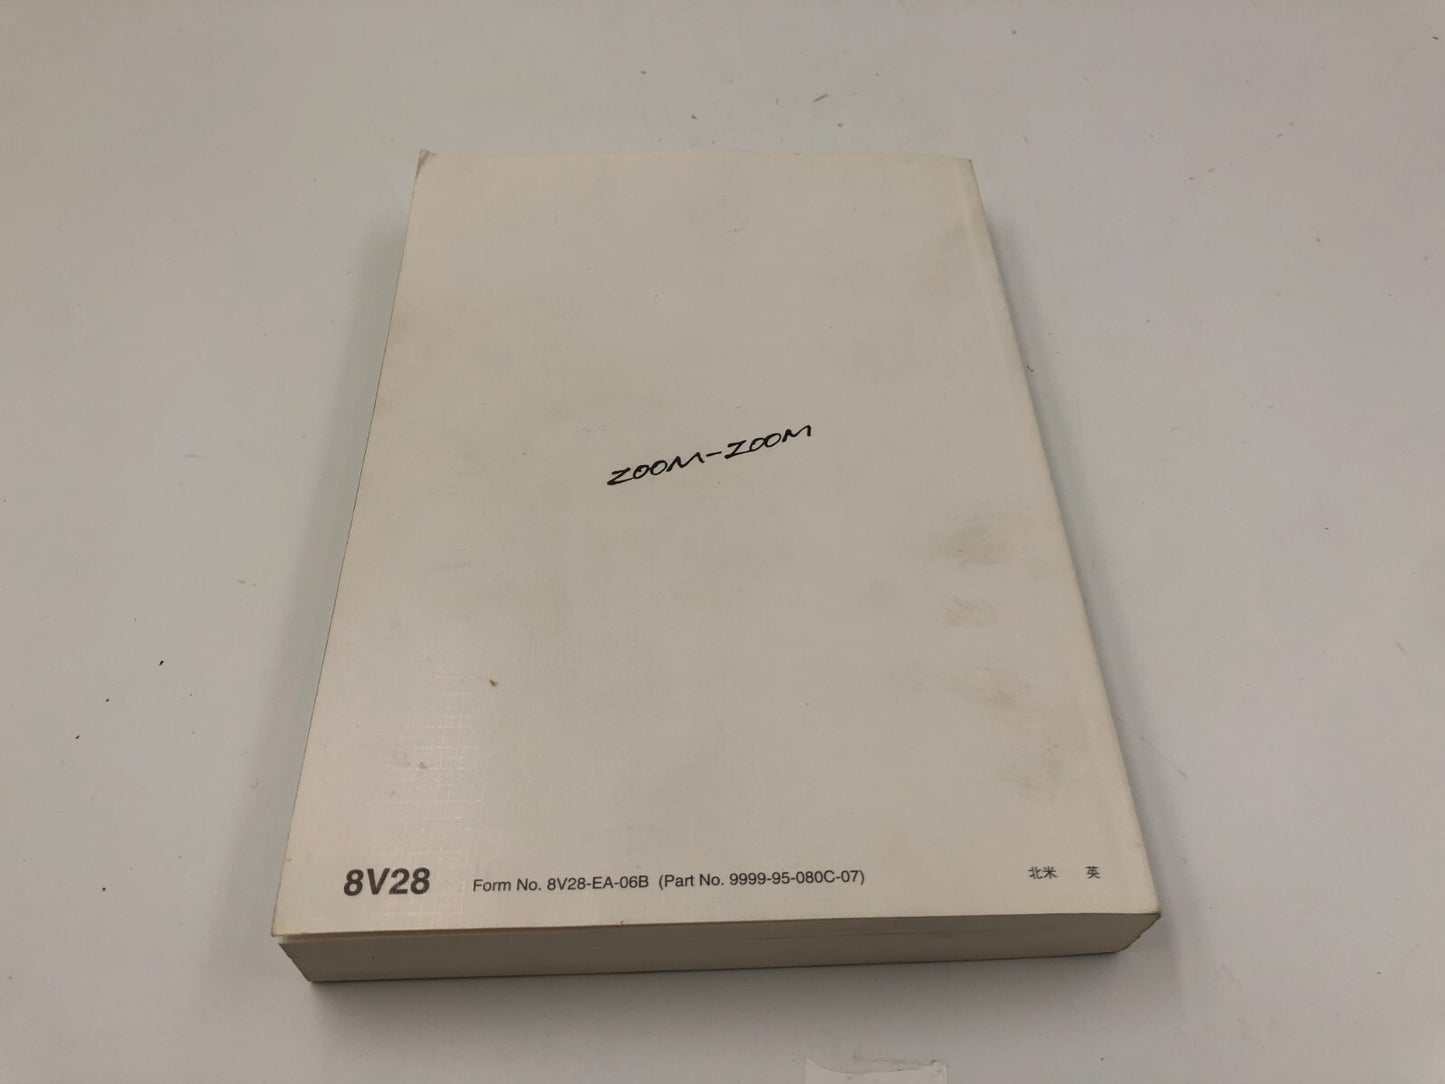 ZOOM-ZOOM
8V28 Form No. 8V28-EA-06B (Part No. 9999-95-080C-07) 北米 英